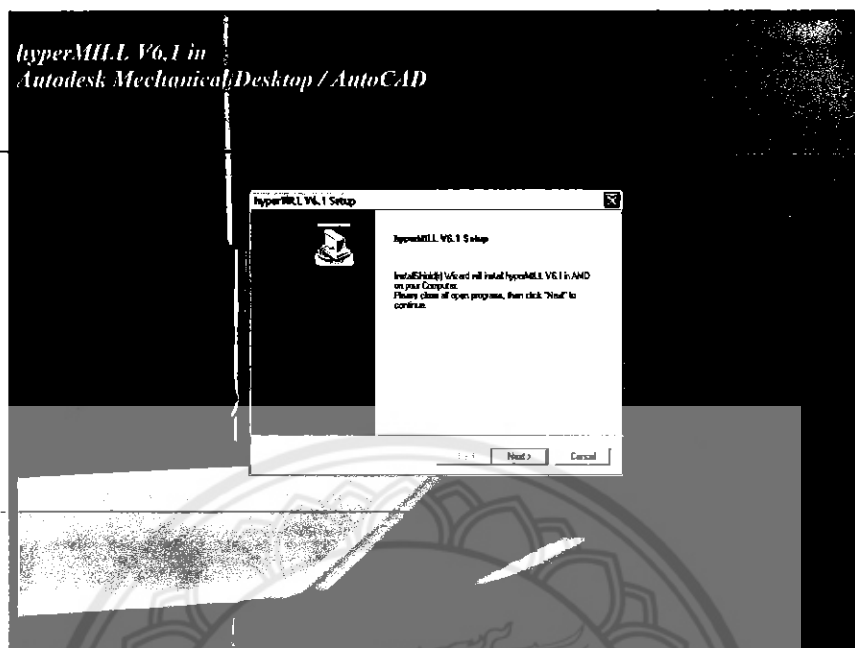 hyperMILL V6.1 in
Autodesk Mechanical Desktop / AutoCAD
hyperMILL V6.1 Setup
hyperMILL V6.1 Setup
InstallShield(r) Wizard will install hyperMILL V6.1 in AMD
on your Computer.
Please close all open programs, then click "Next" to
continue.
Next >
Cancel